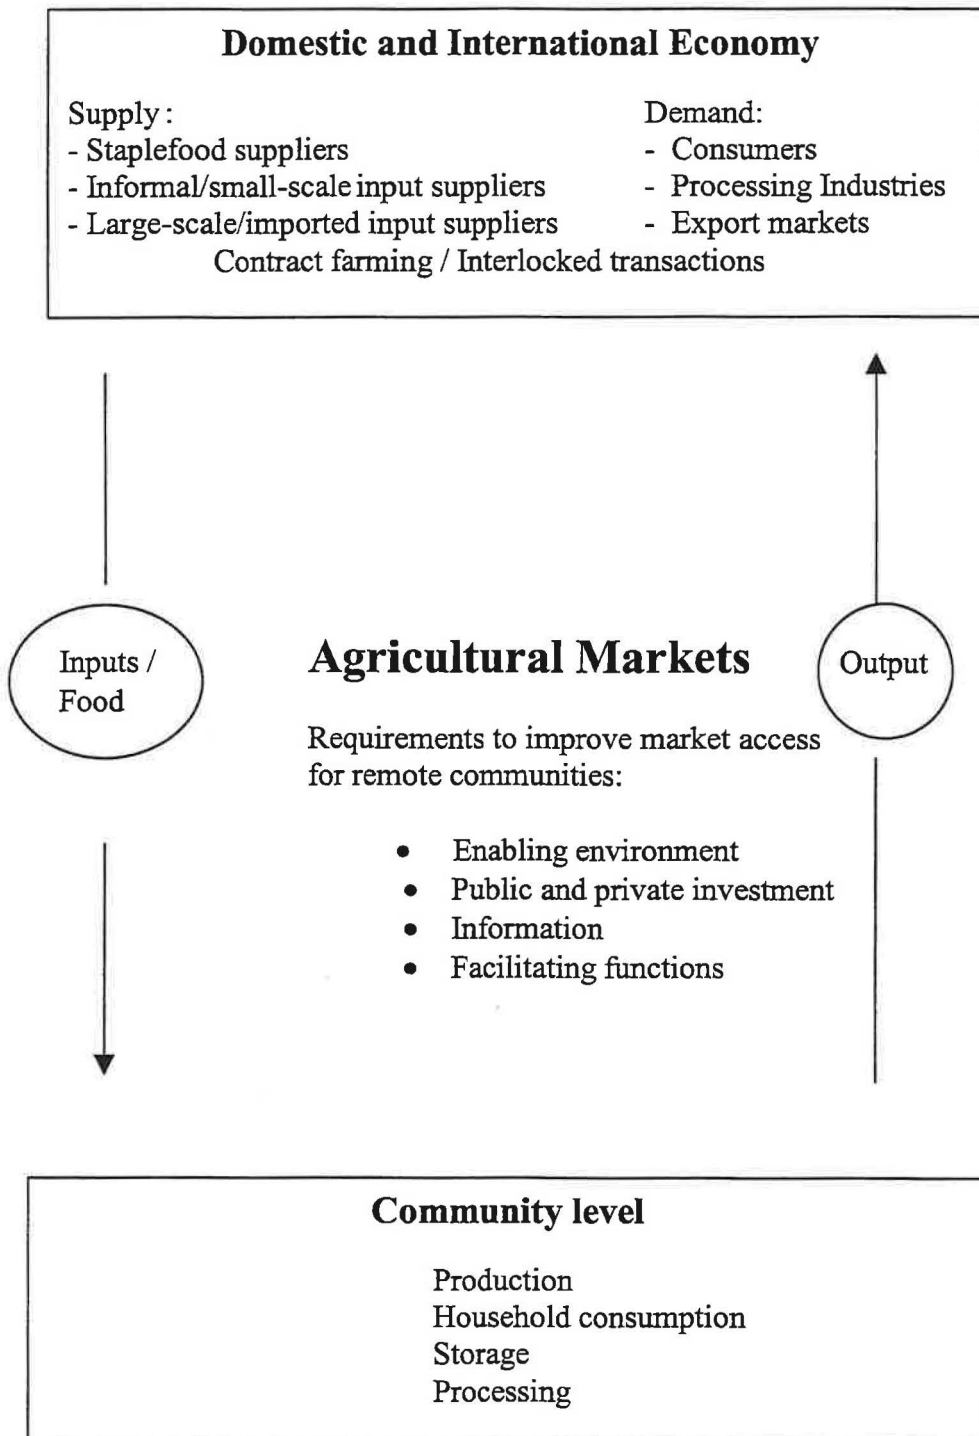 Domestic and International Economy
Supply :
- Staplefood suppliers
- Informal/small-scale input suppliers
- Large-scale/imported input suppliers
Demand:
- Consumers
- Processing Industries
- Export markets
Contract farming / Interlocked transactions
Inputs /
Food
Agricultural Markets
Requirements to improve market access
for remote communities:
• Enabling environment
• Public and private investment
• Information
• Facilitating functions
Output
Community level
Production
Household consumption
Storage
Processing